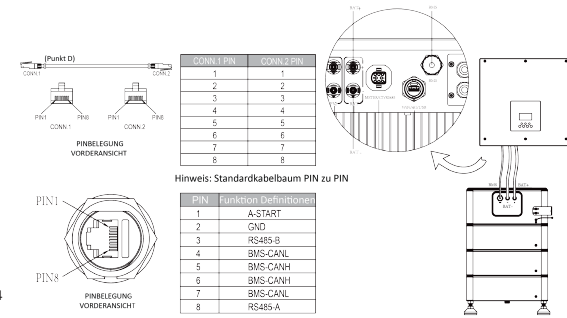 (Punkt D)
CONN.1
CONN.2
PIN1
PIN8
PIN1
PIN8
CONN.1
CONN.2
PINBELEGUNG
VORDERANSICHT
CONN.1 PIN CONN.2 PIN
1 1
2 2
3 3
4 4
5 5
6 6
7 7
8 8
Hinweis: Standardkabelbaum PIN zu PIN
PIN1
PIN8
PINBELEGUNG
VORDERANSICHT
PIN Funktion Definitionen
1 A-START
2 GND
3 RS485-B
4 BMS-CANL
5 BMS-CANH
6 BMS-CANH
7 BMS-CANL
8 RS485-A
BAT+
BAT-
4